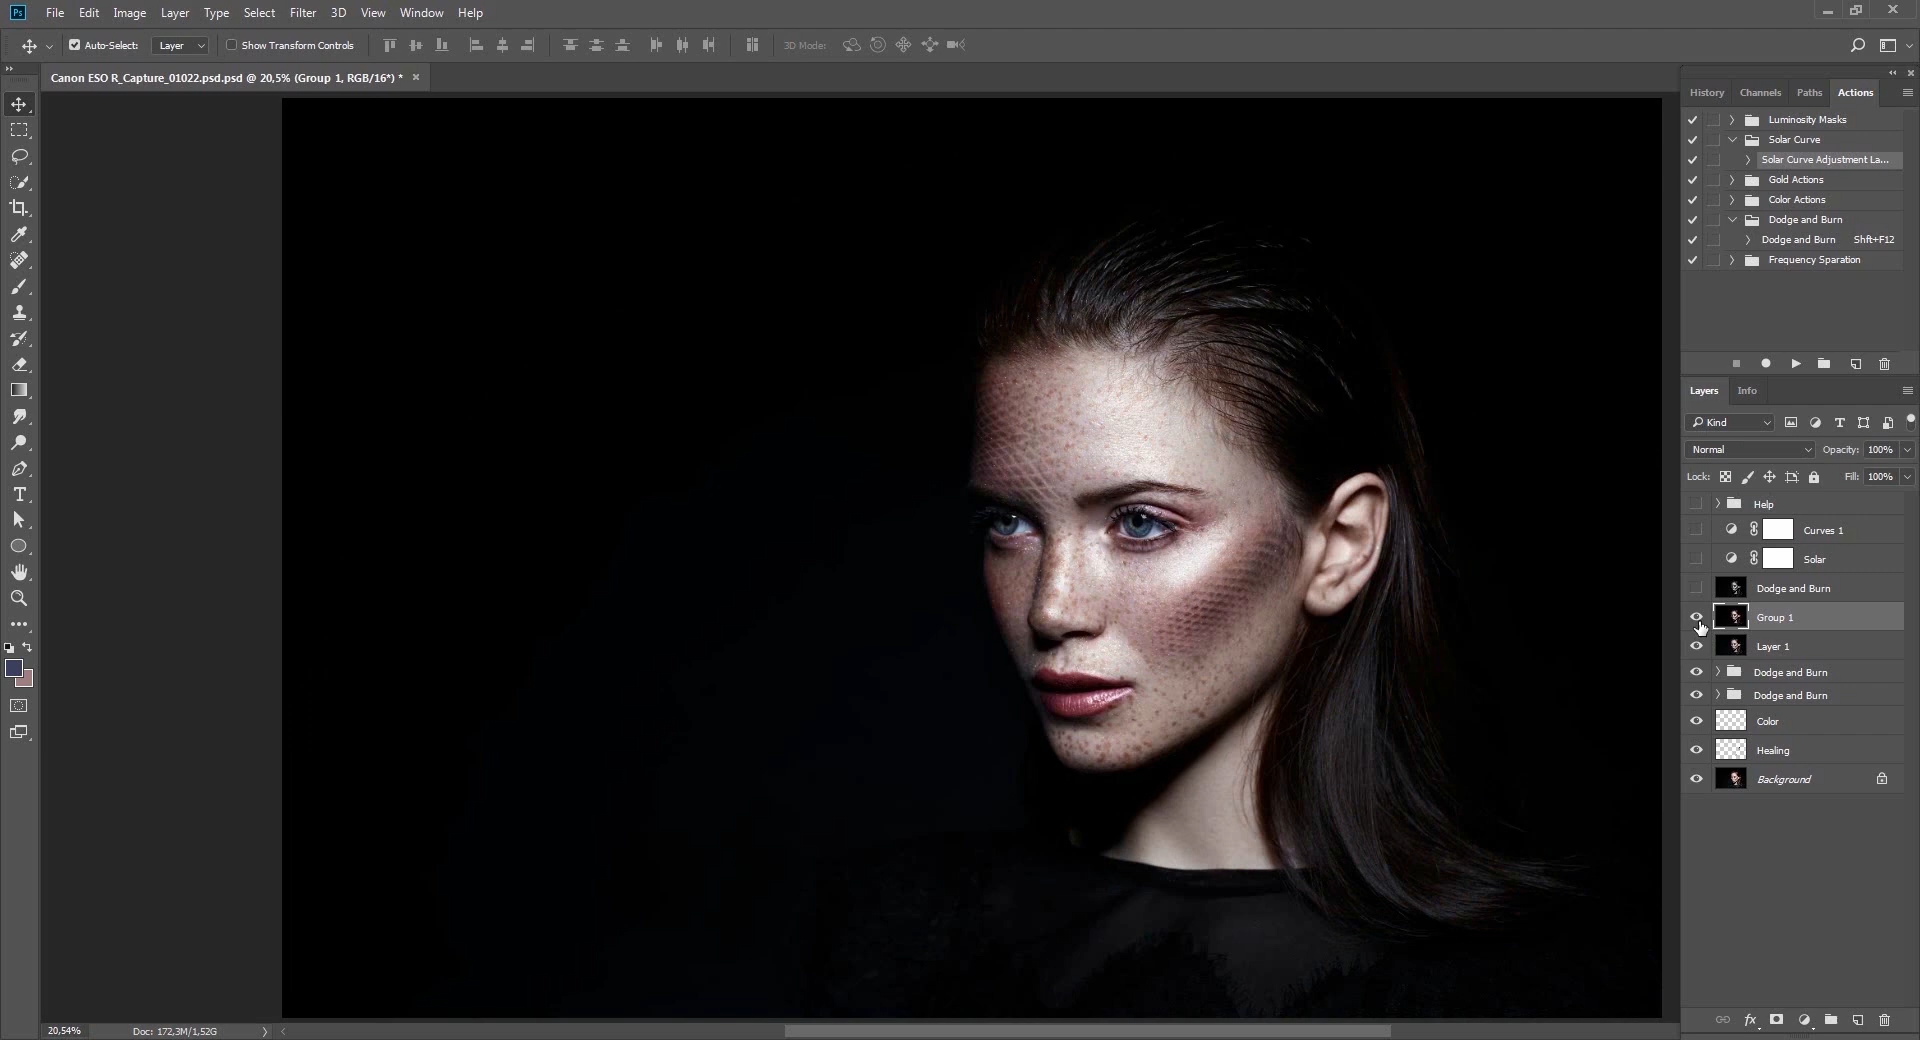 Ps File Edit Image Layer Type Select Filter 3D View Window Help
Auto-Select: Layer Show Transform Controls 3D Mode:
Canon ESO R_Capture_01022.psd.psd @ 20,5% (Group 1, RGB/16*) *
History Channels Paths Actions
Luminosity Masks
Solar Curve
Solar Curve Adjustment La...
Gold Actions
Color Actions
Dodge and Burn
Dodge and Burn Shft+F12
Frequency Sparation
Layers Info
Kind
Normal Opacity: 100%
Lock: Fill: 100%
Help
Curves 1
Solar
Dodge and Burn
Group 1
Layer 1
Dodge and Burn
Dodge and Burn
Color
Healing
Background
20,54% Doc: 172,3M/1,52G